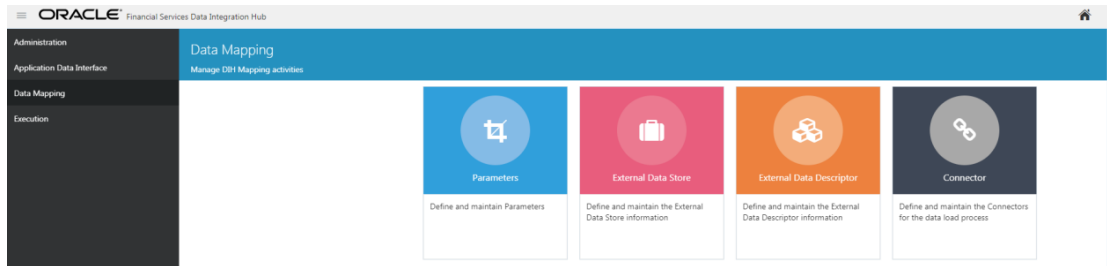 ORACLE® Financial Services Data Integration Hub
Administration
Application Data Interface
Data Mapping
Execution
Data Mapping
Manage DIH Mapping activities
Parameters
Define and maintain Parameters
External Data Store
Define and maintain the External
Data Store information
External Data Descriptor
Define and maintain the External
Data Descriptor information
Connector
Define and maintain the Connectors
for the data load process